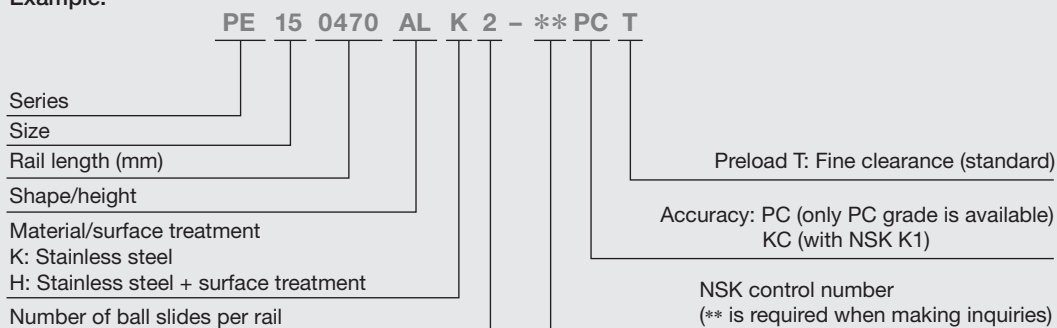 Example:
PE 15 0470 AL K 2 – ** PC T
Series
Size
Rail length (mm)
Shape/height
Material/surface treatment
K: Stainless steel
H: Stainless steel + surface treatment
Number of ball slides per rail
Preload T: Fine clearance (standard)
Accuracy: PC (only PC grade is available)
KC (with NSK K1)
NSK control number
(** is required when making inquiries)